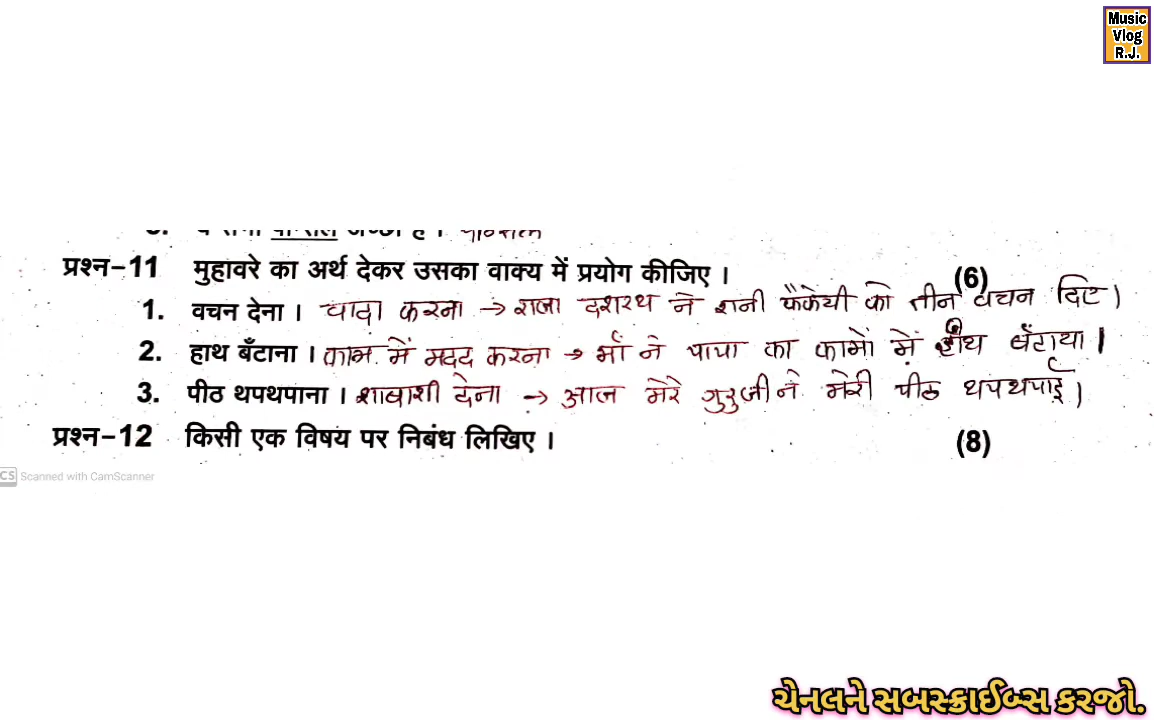 Music
Vlog
R.J.
प्रश्न-11 मुहावरे का अर्थ देकर उसका वाक्य में प्रयोग कीजिए । (6)
1. वचन देना । वादा करना → राजा दशरथ ने रानी कैकेयी को तीन वचन दिए।
2. हाथ बँटाना । काम में मदद करना → माँ ने पापा का कामों में हाथ बँटाया।
3. पीठ थपथपाना । शाबाशी देना → आज मेरे गुरुजी ने मेरी पीठ थपथपाई।
प्रश्न-12 किसी एक विषय पर निबंध लिखिए । (8)
CS Scanned with CamScanner
ચેનલને સબસ્ક્રાઈબ્સ કરજો.